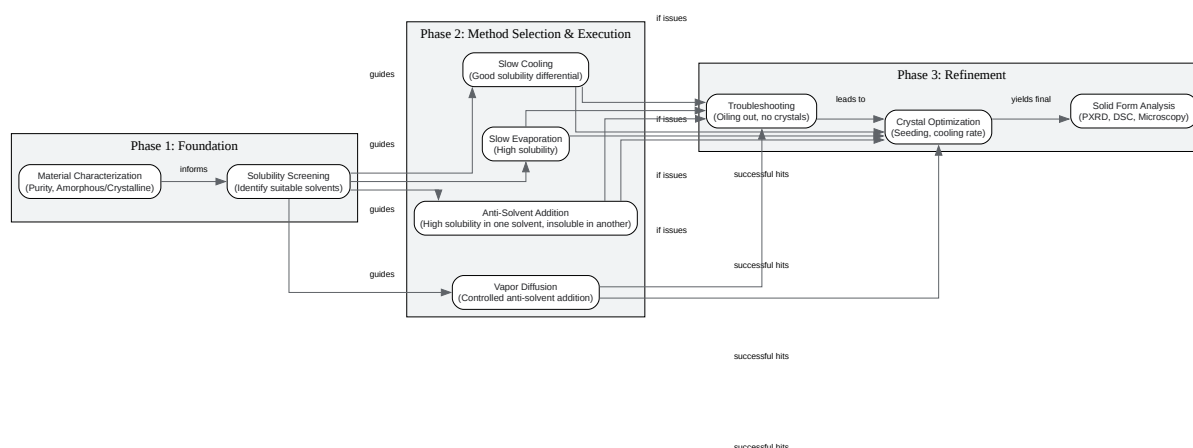 Phase 1: Foundation
Material Characterization
(Purity, Amorphous/Crystalline)
informs
Solubility Screening
(Identify suitable solvents)
guides
guides
guides
guides
Phase 2: Method Selection & Execution
Slow Cooling
(Good solubility differential)
Slow Evaporation
(High solubility)
Anti-Solvent Addition
(High solubility in one solvent, insoluble in another)
Vapor Diffusion
(Controlled anti-solvent addition)
if issues
if issues
if issues
if issues
successful hits
successful hits
successful hits
successful hits
Phase 3: Refinement
Troubleshooting
(Oiling out, no crystals)
leads to
Crystal Optimization
(Seeding, cooling rate)
yields final
Solid Form Analysis
(PXRD, DSC, Microscopy)